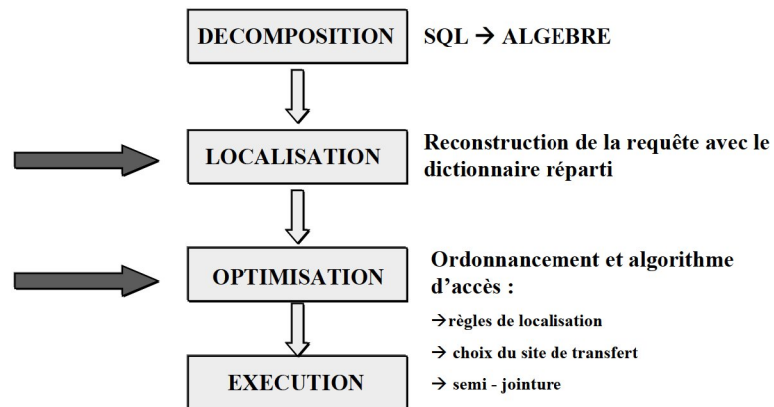 DECOMPOSITION
SQL → ALGEBRE
LOCALISATION
Reconstruction de la requête avec le
dictionnaire réparti
OPTIMISATION
Ordonnancement et algorithme
d’accès :
→règles de localisation
→ choix du site de transfert
EXECUTION
→ semi - jointure